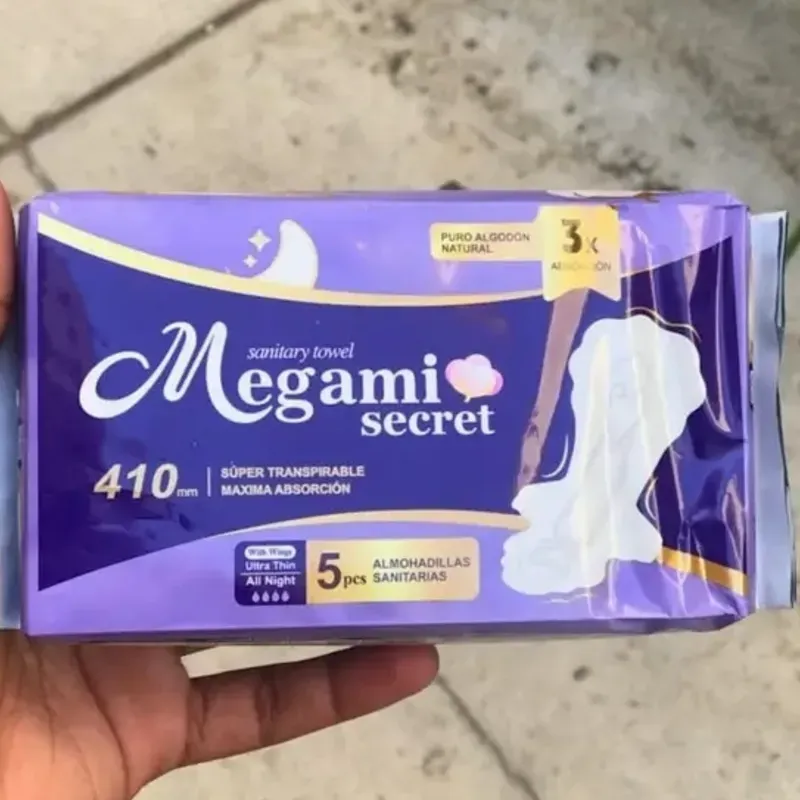 PURO ALGODON
NATURAL
3x
ABSORCIÓN
sanitary towel
Megami
secret
410mm
SÚPER TRANSPIRABLE
MAXIMA ABSORCIÓN
With Wings
Ultra Thin
All Night
5pcs
ALMOHADILLAS
SANITARIAS